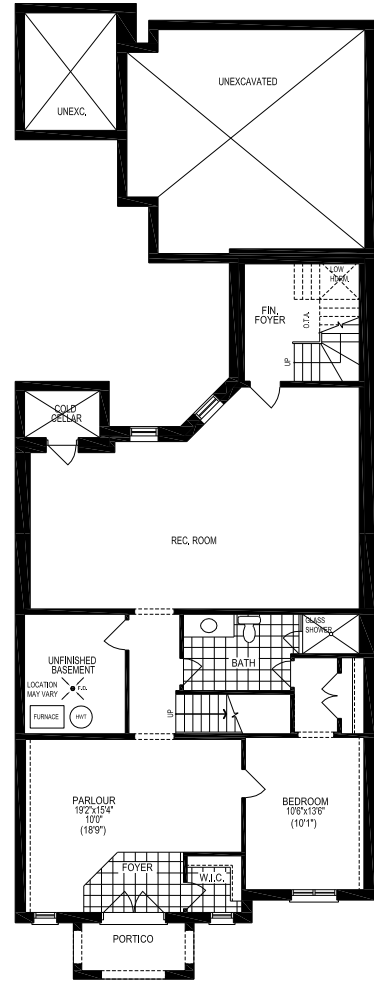 UNEXC.
UNEXCAVATED
LOW
HDRM.
FIN.
FOYER
O.T.A.
UP
COLD
CELLAR
REC. ROOM
GLASS
SHOWER
BATH
UNFINISHED
BASEMENT
LOCATION
MAY VARY
F.D.
FURNACE
HWT
UP
PARLOUR
19'2"x15'4"
10'0"
(18'9")
BEDROOM
10'6"x13'6"
(10'1")
FOYER
W.I.C.
PORTICO